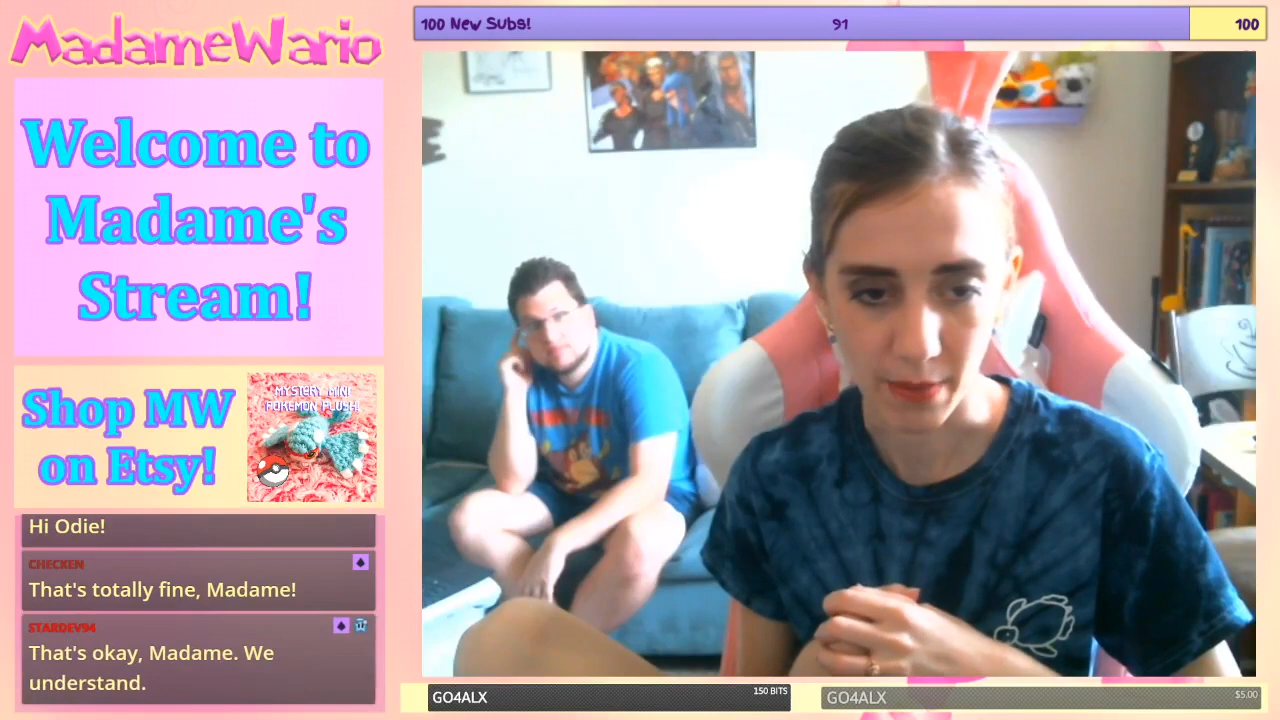 MadameWario
Welcome to
Madame's
Stream!
Shop MW
on Etsy!
MYSTERY MINI
POKEMON PLUSH!
Hi Odie!
CHECKEN
That's totally fine, Madame!
STARDEV94
That's okay, Madame. We
understand.
100 New Subs! 91 100
GO4ALX 150 BITS
GO4ALX $5.00